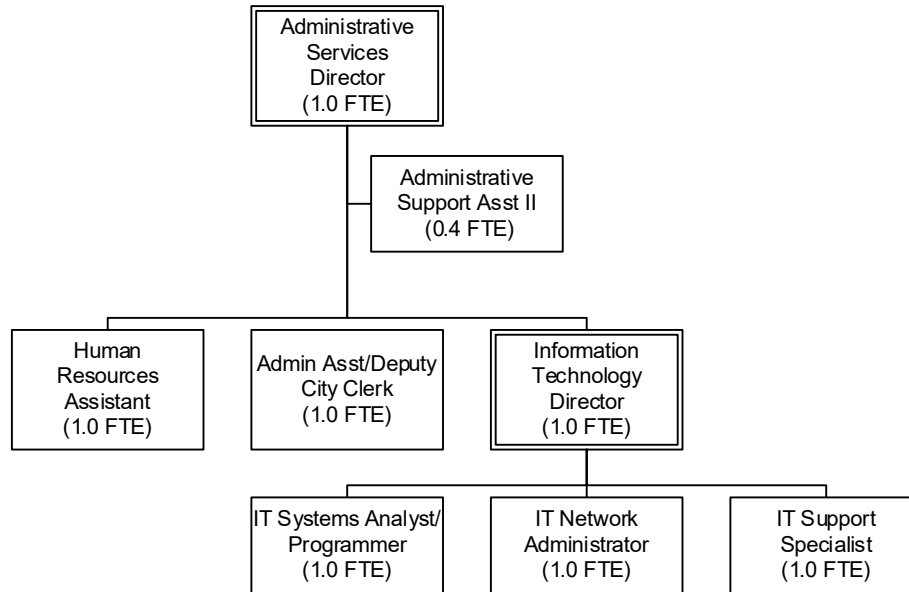 Administrative
Services
Director
(1.0 FTE)
Administrative
Support Asst II
(0.4 FTE)
Human
Resources
Assistant
(1.0 FTE)
Admin Asst/Deputy
City Clerk
(1.0 FTE)
Information
Technology
Director
(1.0 FTE)
IT Systems Analyst/
Programmer
(1.0 FTE)
IT Network
Administrator
(1.0 FTE)
IT Support
Specialist
(1.0 FTE)